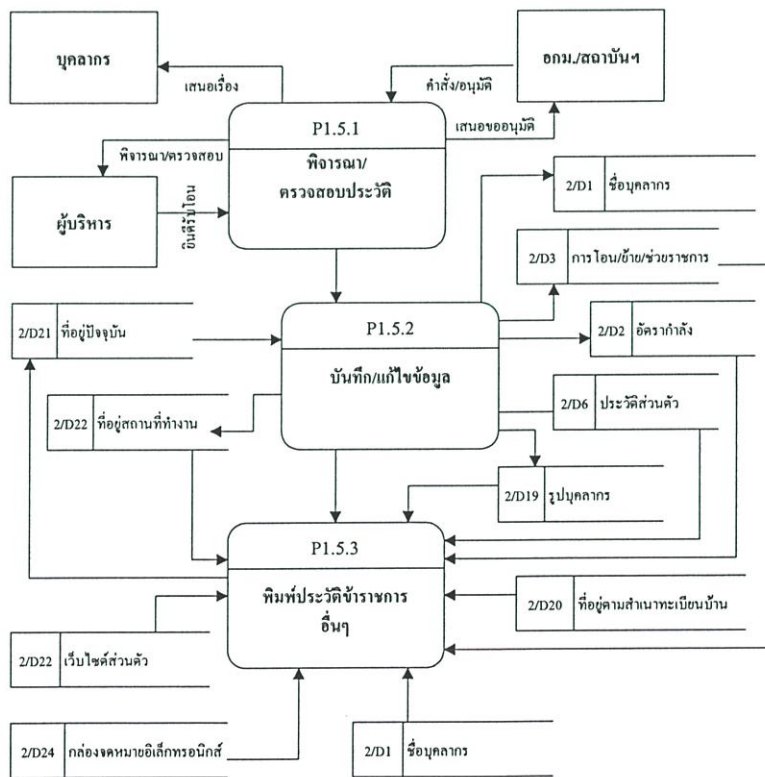 บุคลากร
อกม./สถาบันฯ
เสนอเรื่อง
คำสั่ง/อนุมัติ
P1.5.1
เสนอขออนุมัติ
พิจารณา/ตรวจสอบ
พิจารณา/
ตรวจสอบประวัติ
2/D1 ชื่อบุคลากร
ผู้บริหาร
ยินดีรับโอน
2/D3 การโอน/ย้าย/ช่วยราชการ
2/D21 ที่อยู่ปัจจุบัน
P1.5.2
2/D2 อัตรากำลัง
บันทึก/แก้ไขข้อมูล
2/D22 ที่อยู่สถานที่ทำงาน
2/D6 ประวัติส่วนตัว
2/D19 รูปบุคลากร
P1.5.3
พิมพ์ประวัติข้าราชการ
อื่นๆ
2/D20 ที่อยู่ตามสำเนาทะเบียนบ้าน
2/D22 เว็บไซต์ส่วนตัว
2/D24 กล่องจดหมายอิเล็กทรอนิกส์
2/D1 ชื่อบุคลากร